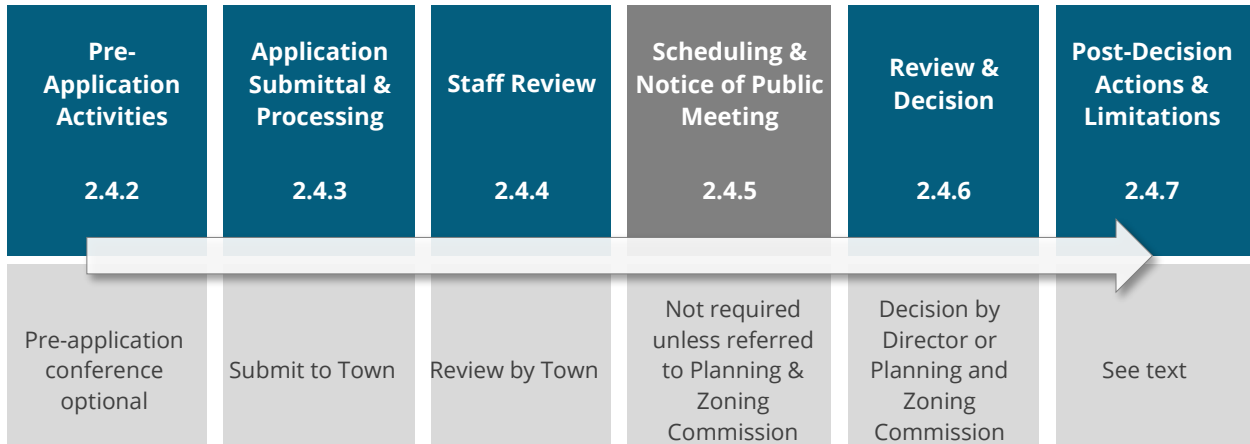 Pre-
Application
Activities
2.4.2
Application
Submittal &
Processing
2.4.3
Staff Review
2.4.4
Scheduling &
Notice of Public
Meeting
2.4.5
Review &
Decision
2.4.6
Post-Decision
Actions &
Limitations
2.4.7
Pre-application
conference
optional
Submit to Town
Review by Town
Not required
unless referred
to Planning &
Zoning
Commission
Decision by
Director or
Planning and
Zoning
Commission
See text